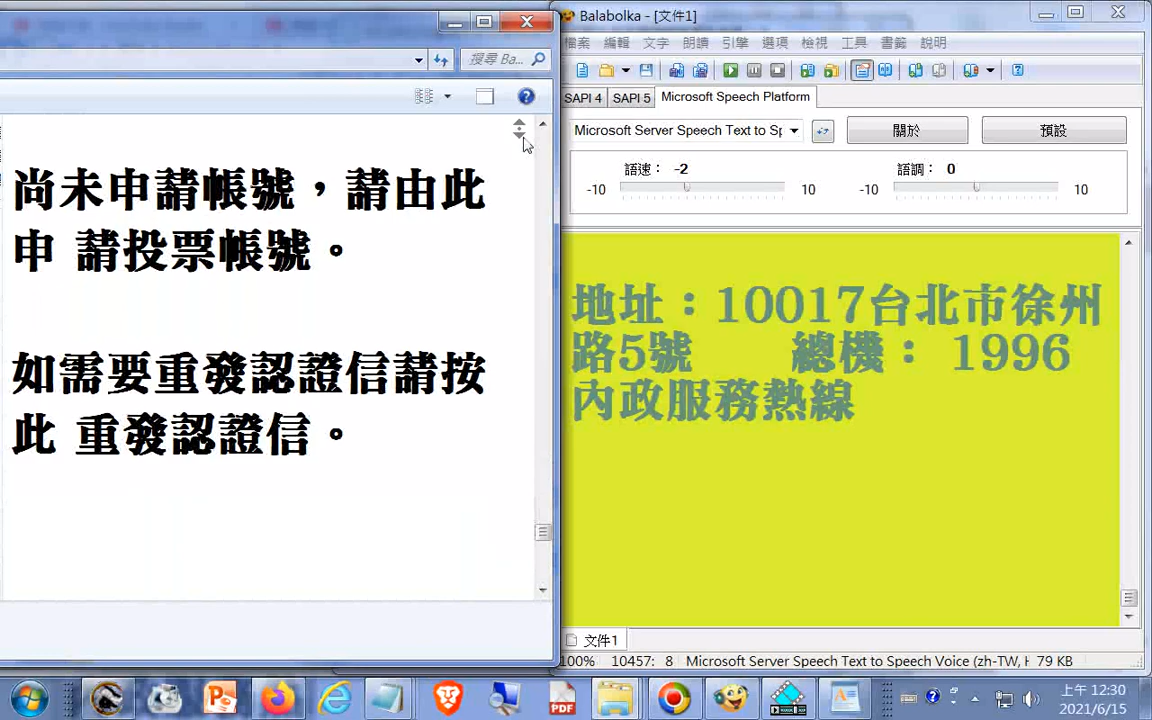 搜尋 Ba...
尚未申請帳號，請由此
申 請投票帳號。
如需要重發認證信請按
此 重發認證信。
Balabolka - [文件1]
檔案 編輯 文字 朗讀 引擎 選項 檢視 工具 書籤 說明
SAPI 4 SAPI 5 Microsoft Speech Platform
Microsoft Server Speech Text to Sp 關於 預設
語速： -2 語調： 0
-10 10 -10 10
地址：10017台北市徐州
路5號 總機： 1996
內政服務熱線
文件1
100% 10457: 8 Microsoft Server Speech Text to Speech Voice (zh-TW, H 79 KB
PDF
上午 12:30
2021/6/15